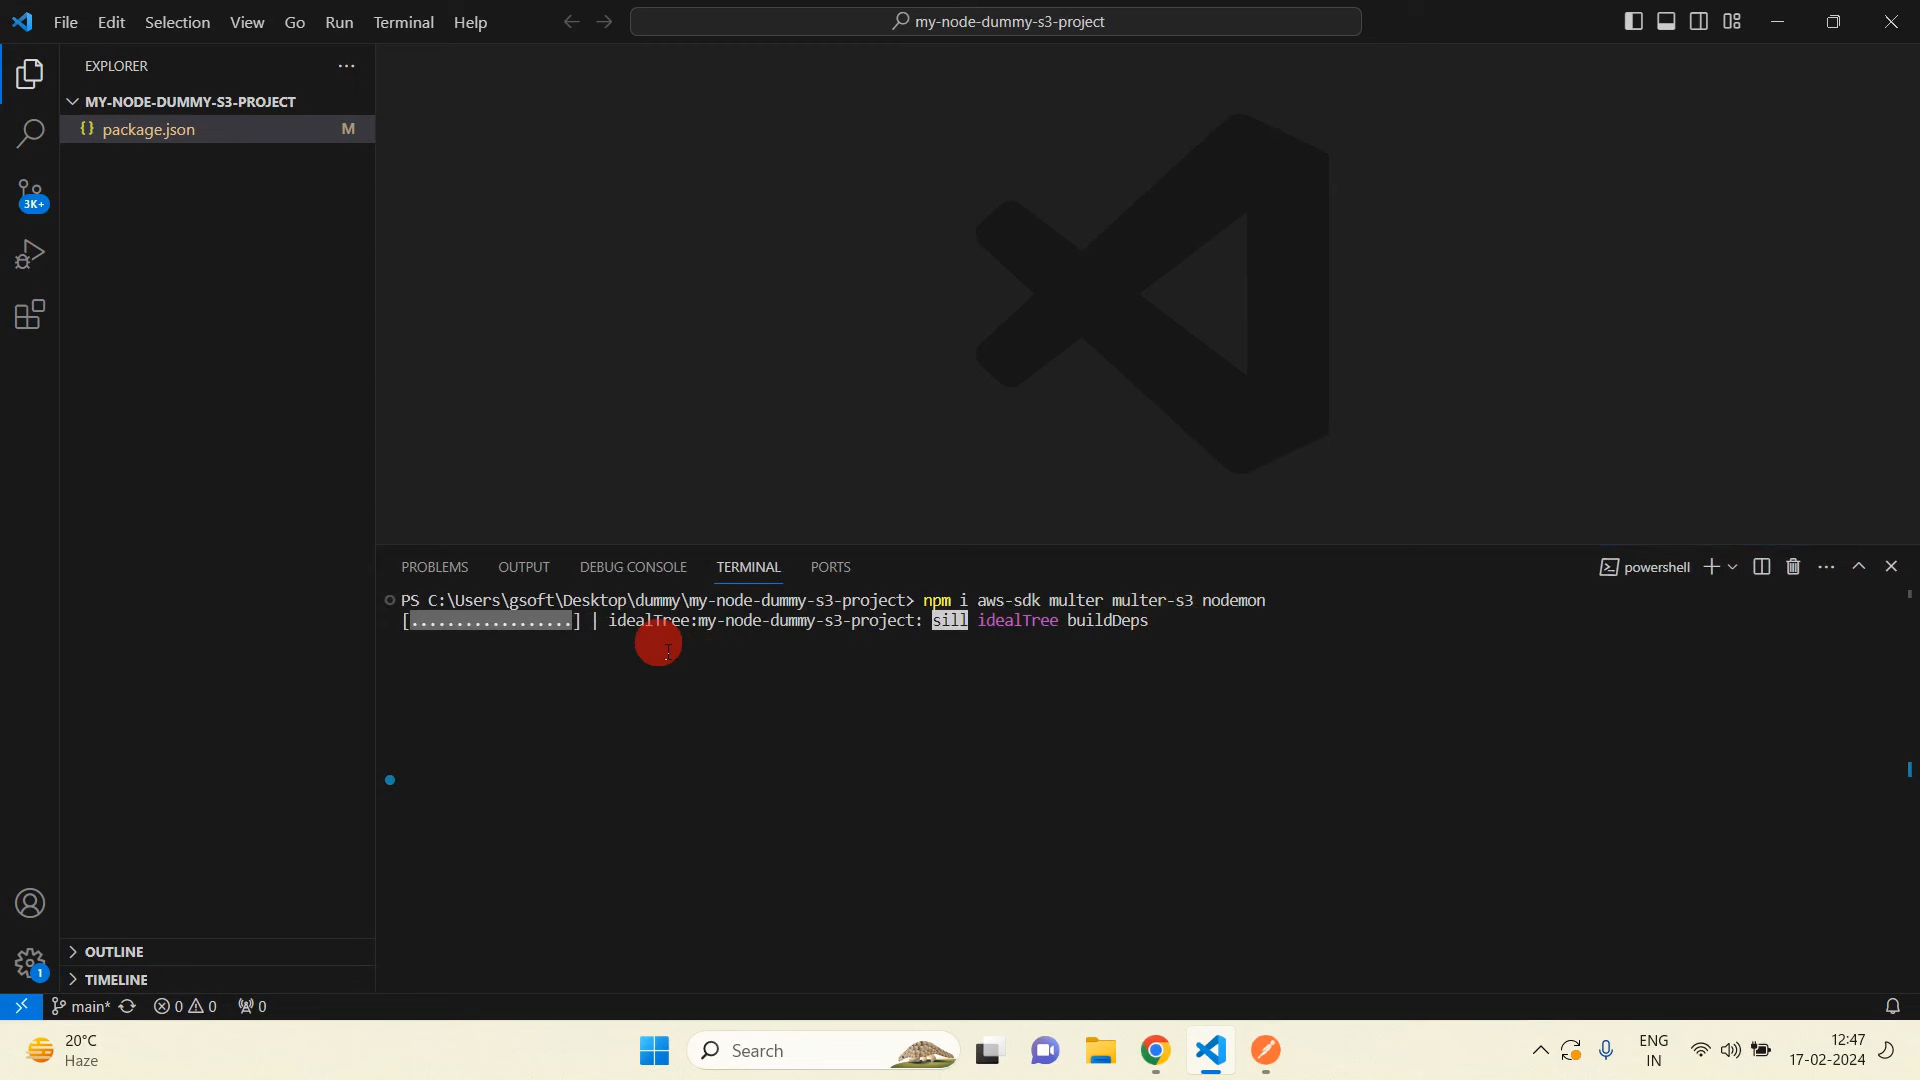 File Edit Selection View Go Run Terminal Help
my-node-dummy-s3-project
EXPLORER
MY-NODE-DUMMY-S3-PROJECT
{} package.json M
3K+
PROBLEMS OUTPUT DEBUG CONSOLE TERMINAL PORTS
powershell
PS C:\Users\gsoft\Desktop\dummy\my-node-dummy-s3-project> npm i aws-sdk multer multer-s3 nodemon
[..................] | idealTree:my-node-dummy-s3-project: sill idealTree buildDeps
1
OUTLINE
TIMELINE
main* 0 0 0
20°C
Haze
Search
ENG
IN
12:47
17-02-2024